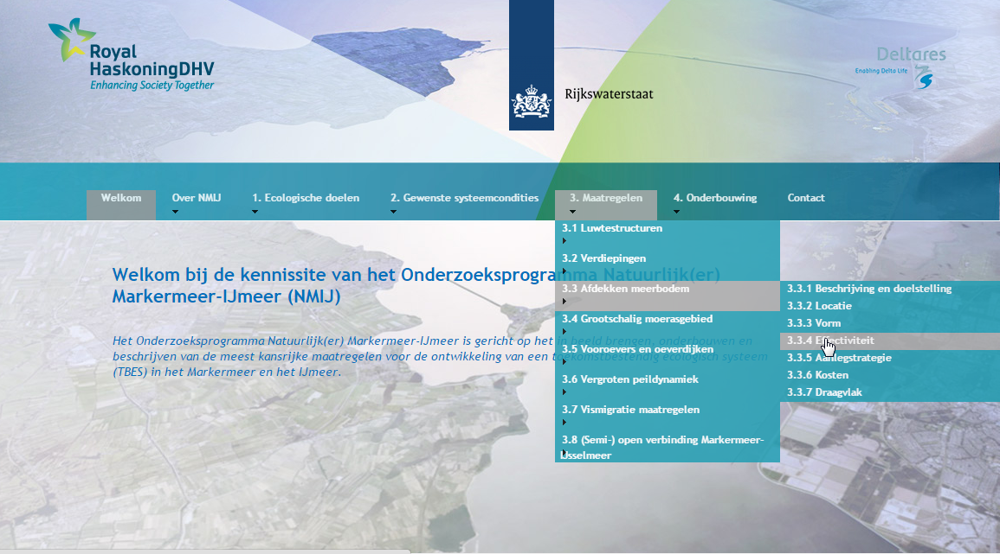 Royal
HaskoningDHV
Enhancing Society Together
Rijkswaterstaat
Deltares
Enabling Delta Life
Welkom
Over NMIJ
1. Ecologische doelen
2. Gewenste systeemcondities
3. Maatregelen
4. Onderbouwing
Contact
3.1 Luwtestructuren
3.2 Verdiepingen
3.3 Afdekken meerbodem
3.4 Grootschalig moerasgebied
3.5 Vooroevers en oeverdijken
3.6 Vergroten peildynamiek
3.7 Vismigratie maatregelen
3.8 (Semi-) open verbinding Markermeer-
IJsselmeer
3.3.1 Beschrijving en doelstelling
3.3.2 Locatie
3.3.3 Vorm
3.3.4 Effectiviteit
3.3.5 Aanlegstrategie
3.3.6 Kosten
3.3.7 Draagvlak
Welkom bij de kennissite van het Onderzoeksprogramma Natuurlijk(er)
Markermeer-IJmeer (NMIJ)
Het Onderzoeksprogramma Natuurlijk(er) Markermeer-IJmeer is gericht op het in beeld brengen, onderbouwen en
beschrijven van de meest kansrijke maatregelen voor de ontwikkeling van een toekomstbestendig ecologisch systeem
(TBES) in het Markermeer en het IJmeer.